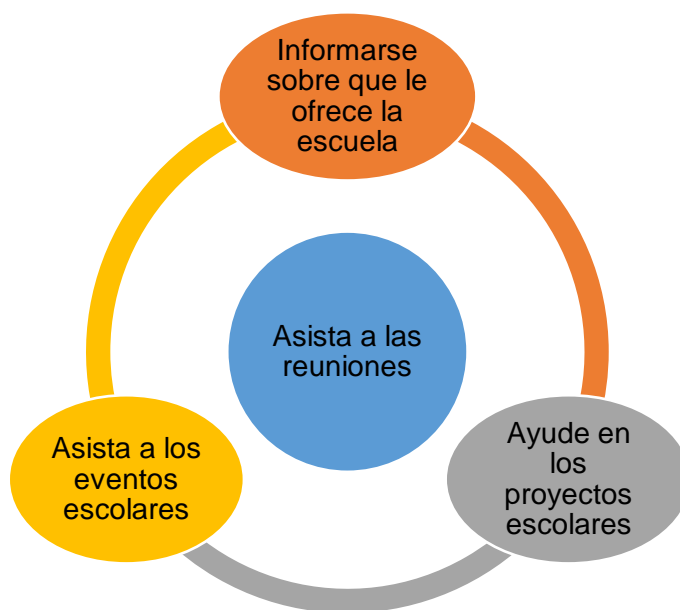 Informarse
sobre que le
ofrece la
escuela
Asista a las
reuniones
Asista a los
eventos
escolares
Ayude en
los
proyectos
escolares